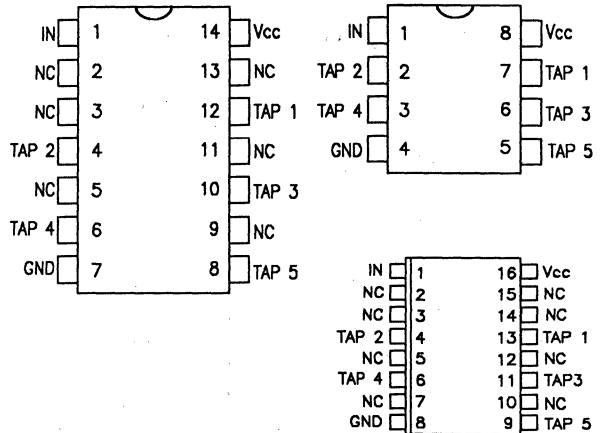 IN 1 14 Vcc
NC 2 13 NC
NC 3 12 TAP 1
TAP 2 4 11 NC
NC 5 10 TAP 3
TAP 4 6 9 NC
GND 7 8 TAP 5
IN 1 8 Vcc
TAP 2 2 7 TAP 1
TAP 4 3 6 TAP 3
GND 4 5 TAP 5
IN 1 16 Vcc
NC 2 15 NC
NC 3 14 NC
TAP 2 4 13 TAP 1
NC 5 12 NC
TAP 4 6 11 TAP3
NC 7 10 NC
GND 8 9 TAP 5